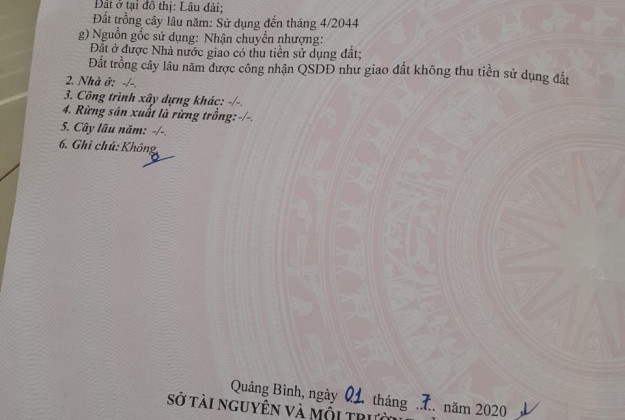 Đất ở tại đô thị: Lâu dài;
Đất trồng cây lâu năm: Sử dụng đến tháng 4/2044
g) Nguồn gốc sử dụng: Nhận chuyển nhượng:
Đất ở được Nhà nước giao có thu tiền sử dụng đất;
Đất trồng cây lâu năm được công nhận QSDĐ như giao đất không thu tiền sử dụng đất
2. Nhà ở: -/-.
3. Công trình xây dựng khác: -/-.
4. Rừng sản xuất là rừng trồng: -/-.
5. Cây lâu năm: -/-.
6. Ghi chú: Không
Quảng Bình, ngày 01 tháng 7 năm 2020
SỞ TÀI NGUYÊN VÀ MÔI TRƯỜNG